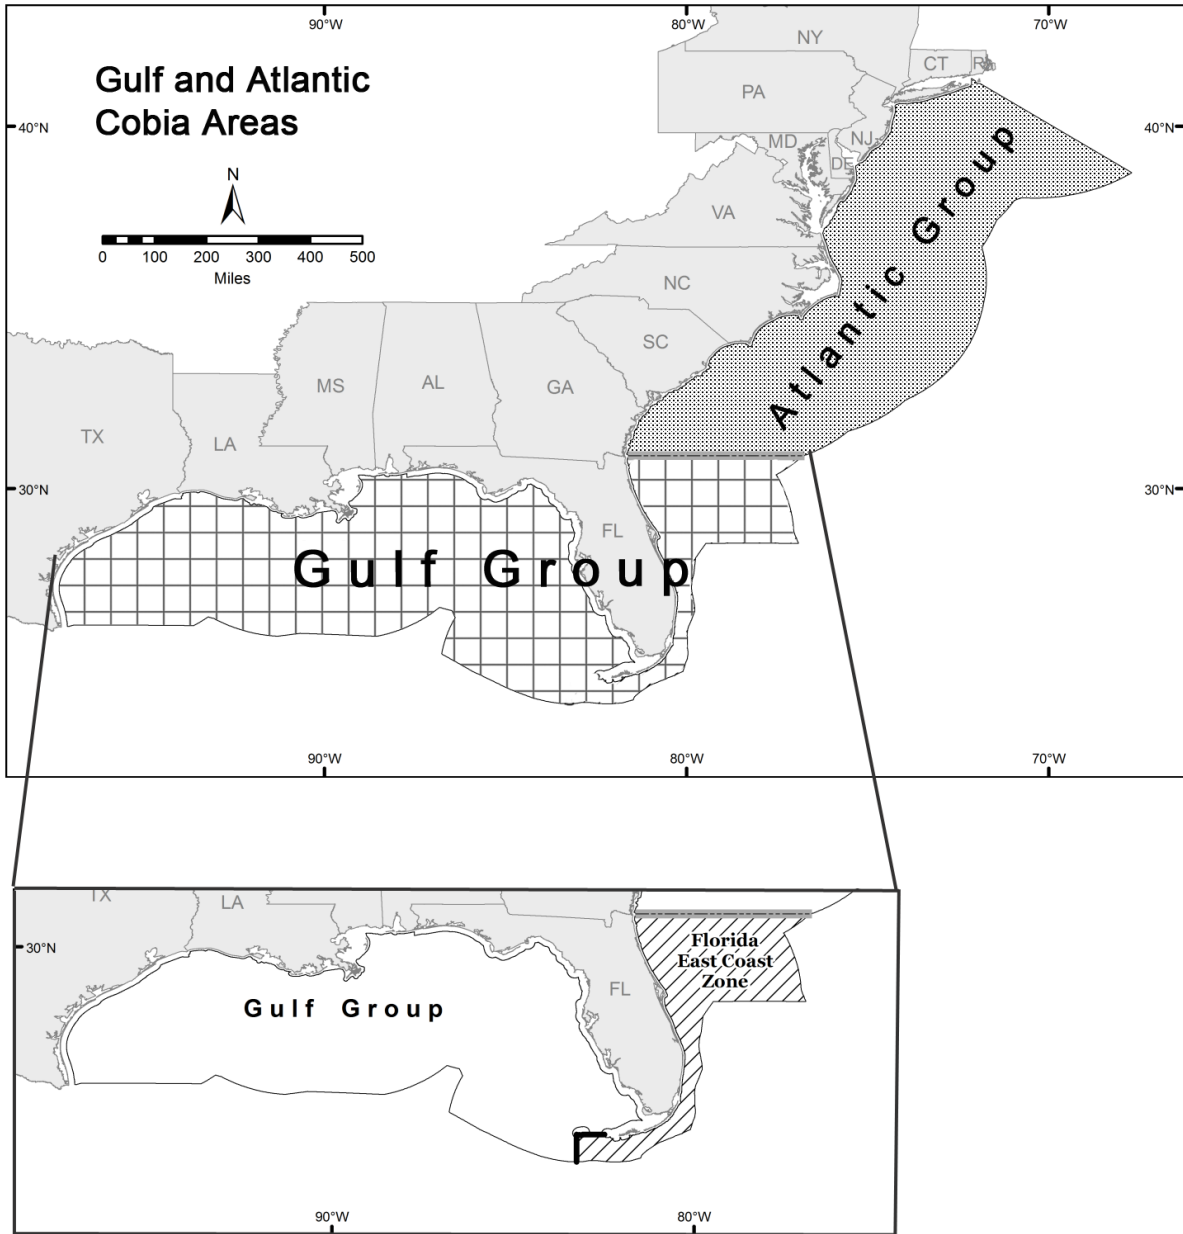 90°W 80°W 70°W
Gulf and Atlantic
Cobia Areas
N
0 100 200 300 400 500
Miles
40°N 40°N
NY
CT
PA
NJ
MD
DE
VA
NC
SC
MS
AL
GA
TX
LA
Atlantic Group
30°N 30°N
FL
Gulf Group
90°W 80°W 70°W
TX
LA
30°N
Florida
East Coast
Zone
FL
Gulf Group
90°W 80°W